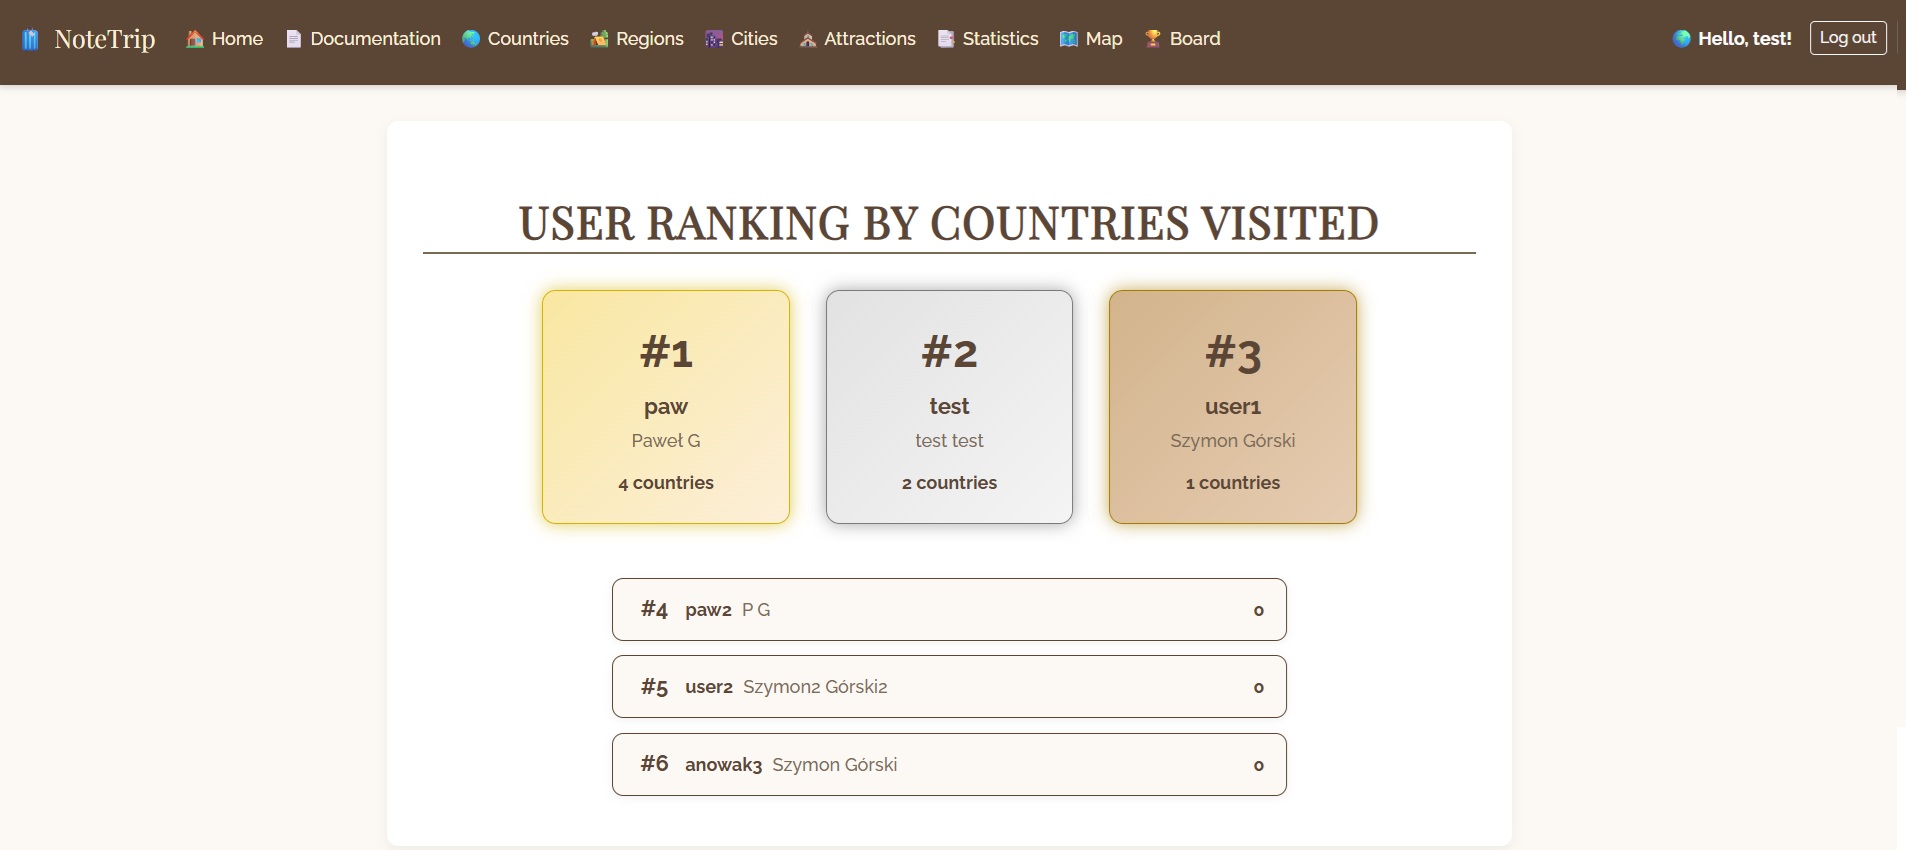 NoteTrip Home Documentation Countries Regions Cities Attractions Statistics Map Board Hello, test! Log out
USER RANKING BY COUNTRIES VISITED
#1
paw
Paweł G
4 countries
#2
test
test test
2 countries
#3
user1
Szymon Górski
1 countries
#4 paw2 P G 0
#5 user2 Szymon2 Górski2 0
#6 anowak3 Szymon Górski 0